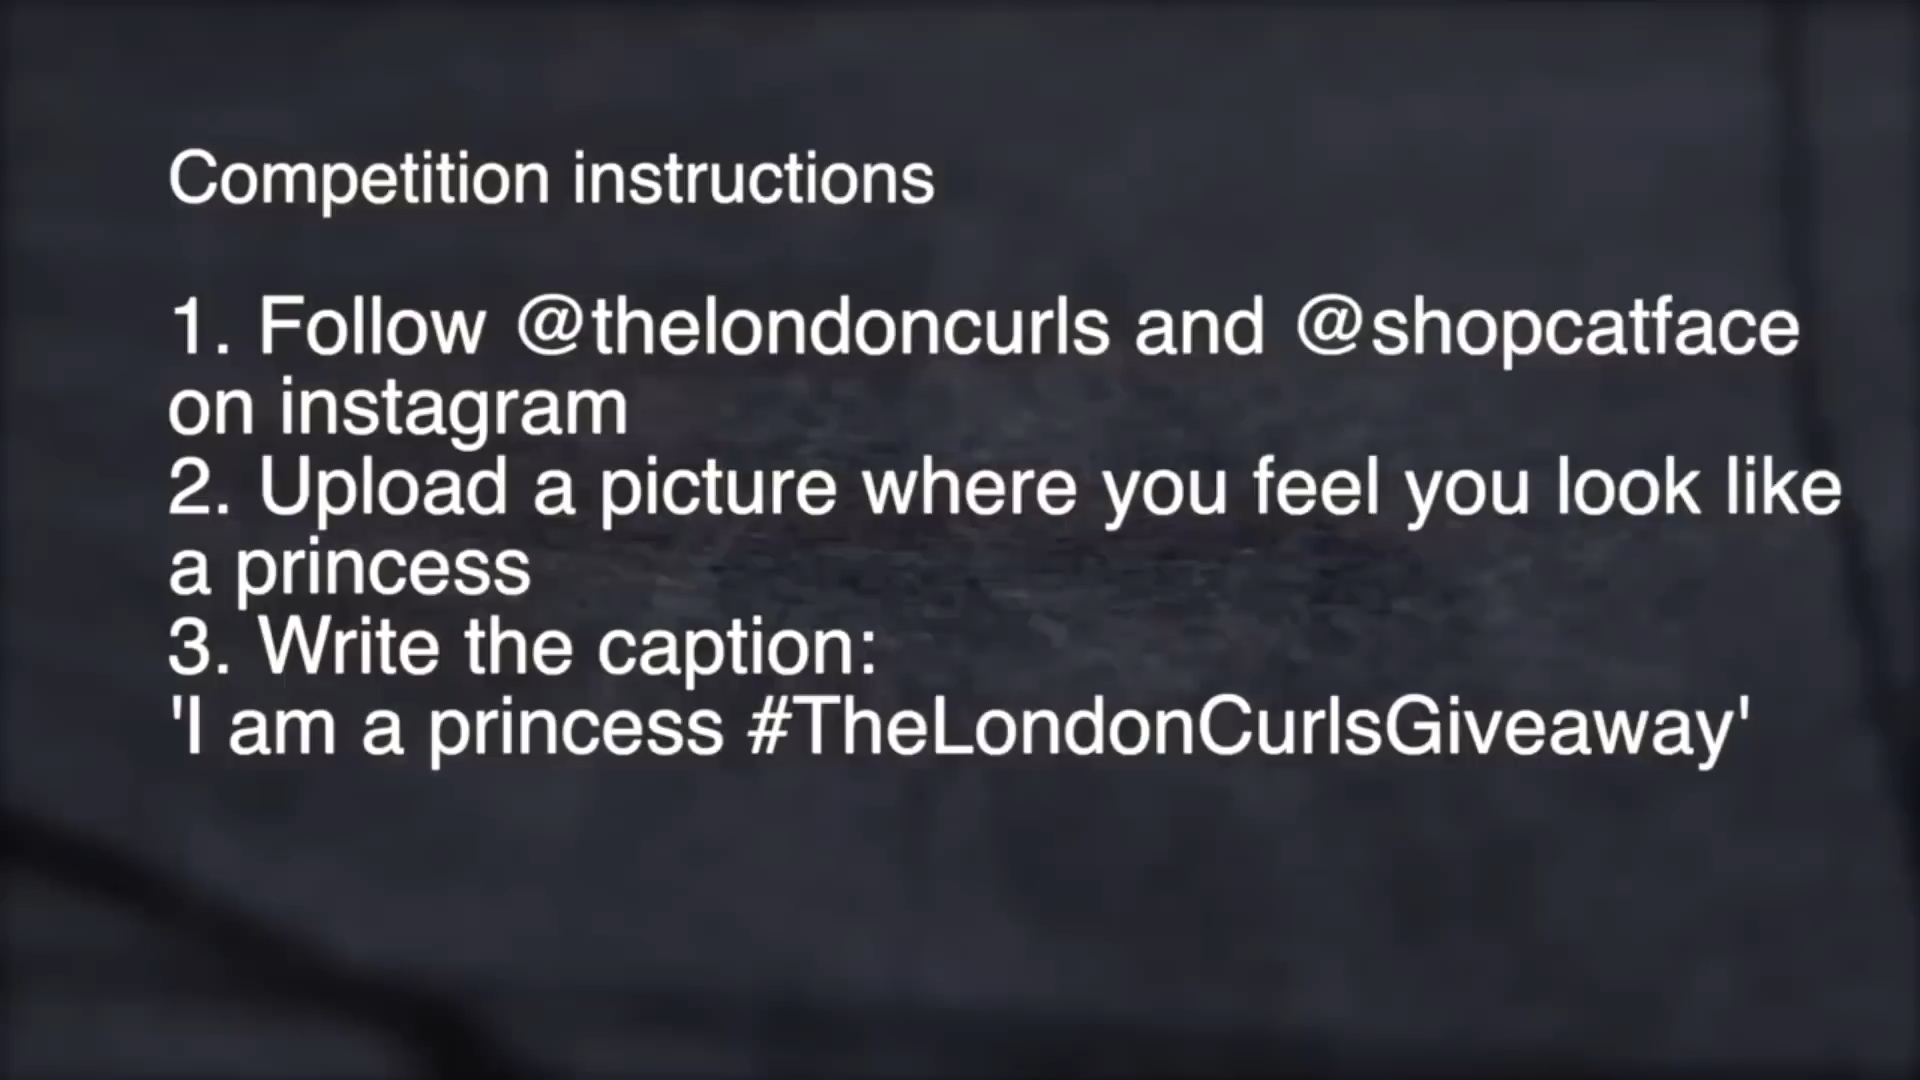 Competition instructions
1. Follow @thelondoncurls and @shopcatface
on instagram
2. Upload a picture where you feel you look like
a princess
3. Write the caption:
'I am a princess #TheLondonCurlsGiveaway'